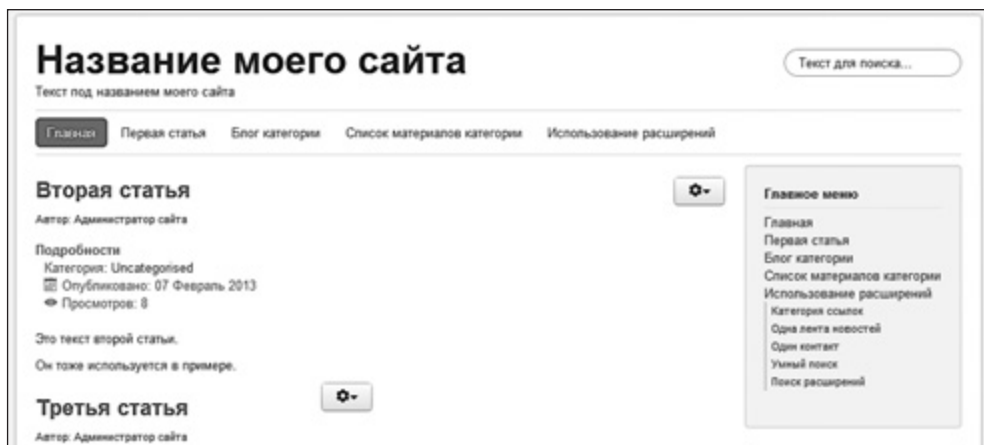 Название моего сайта
Текст для поиска...
Текст под названием моего сайта
Главная
Первая статья
Блог категории
Список материалов категории
Использование расширений
Вторая статья
Автор: Администратор сайта
Подробности
Категория: Uncategorised
Опубликовано: 07 Февраль 2013
Просмотров: 8
Это текст второй статьи.
Он тоже используется в примере.
Третья статья
Автор: Администратор сайта
Главное меню
Главная
Первая статья
Блог категории
Список материалов категории
Использование расширений
Категория ссылок
Одна лента новостей
Один контакт
Умный поиск
Поиск расширений